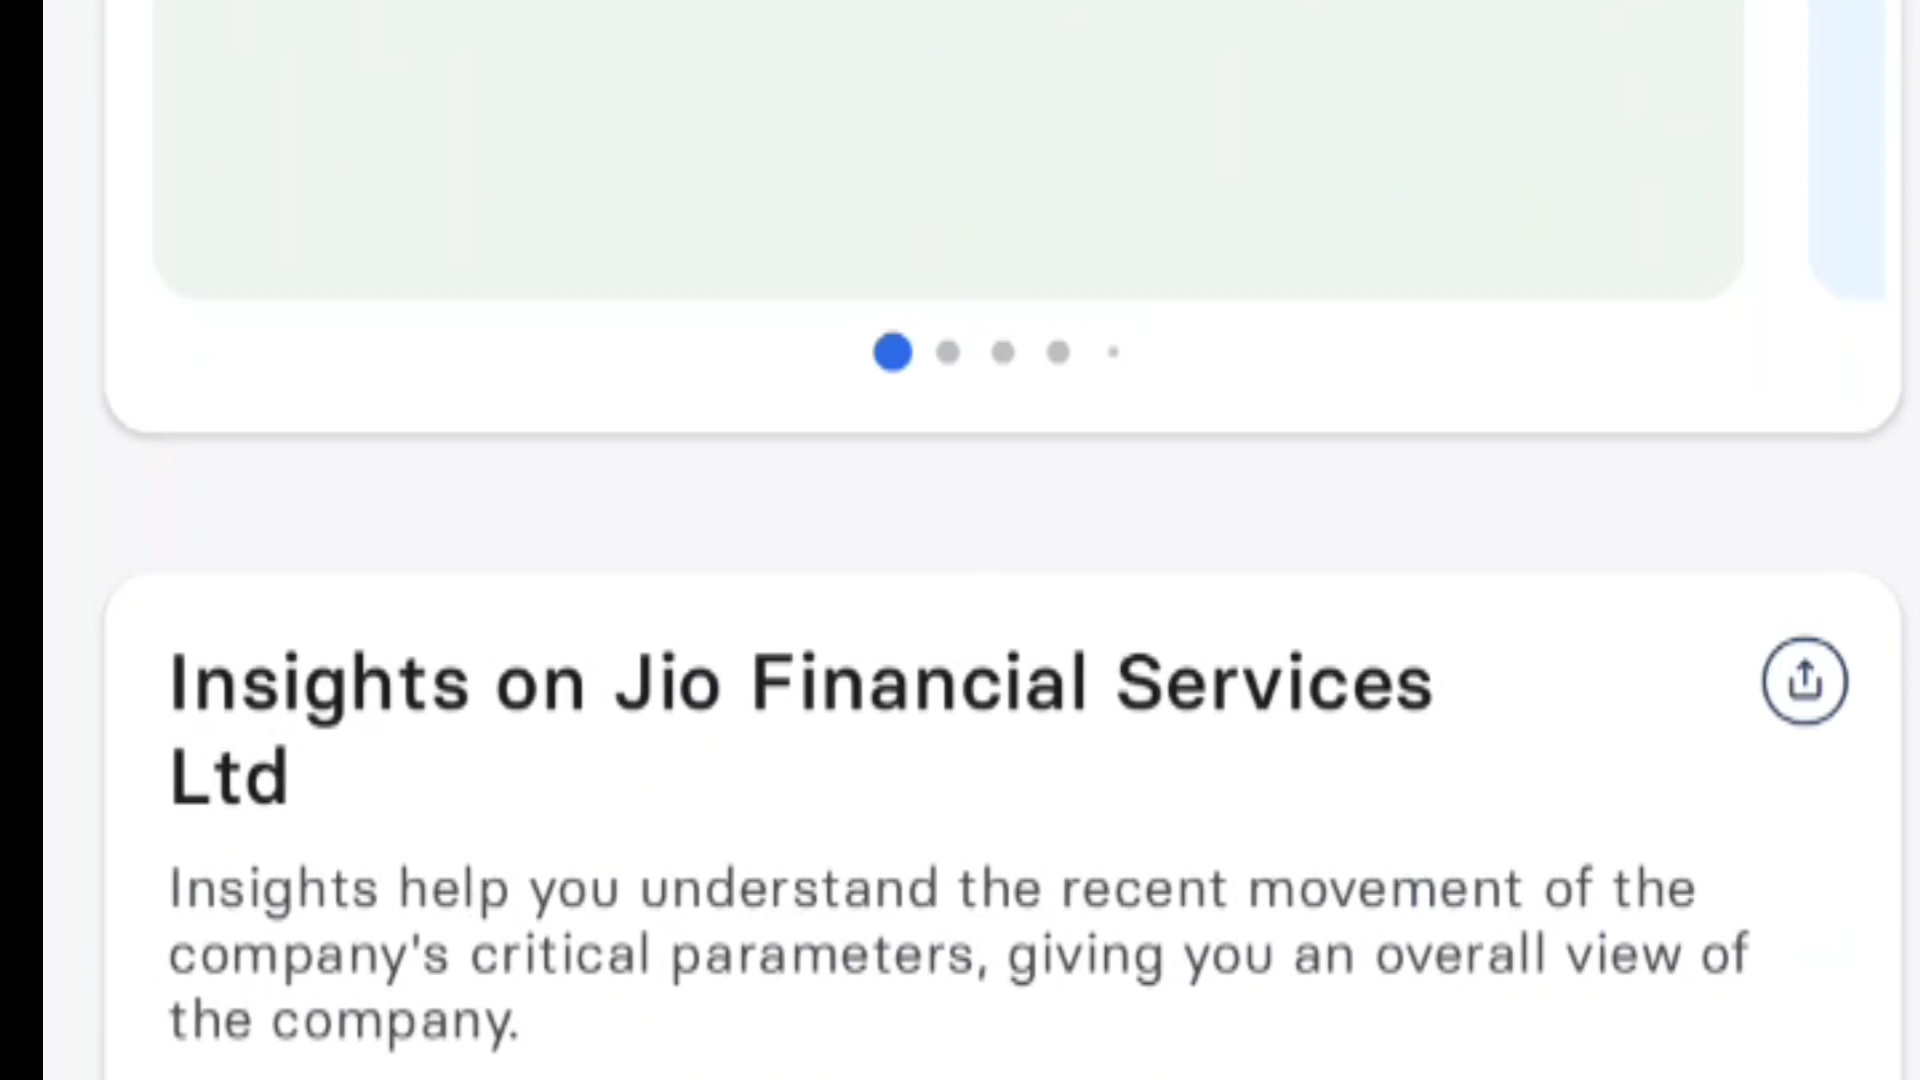 Insights on Jio Financial Services
Ltd
Insights help you understand the recent movement of the
company's critical parameters, giving you an overall view of
the company.